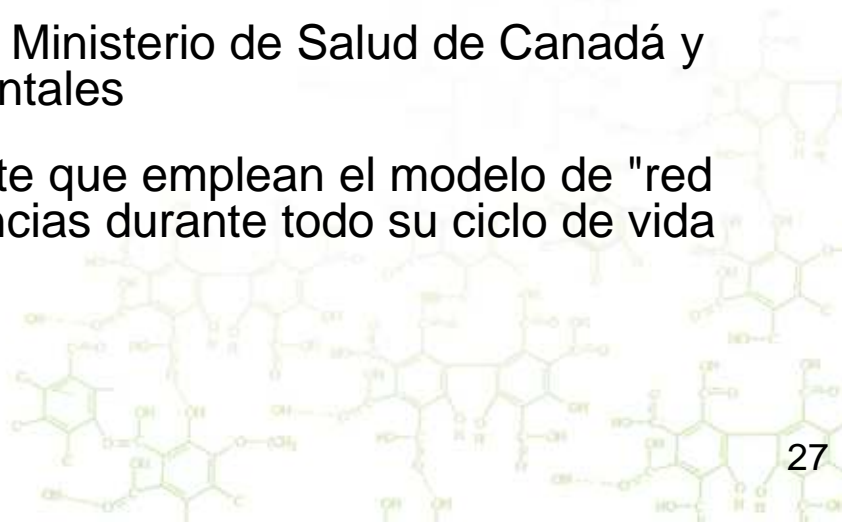 Ministerio de Salud de Canadá y
ntales
te que emplean el modelo de "red
ncias durante todo su ciclo de vida
27